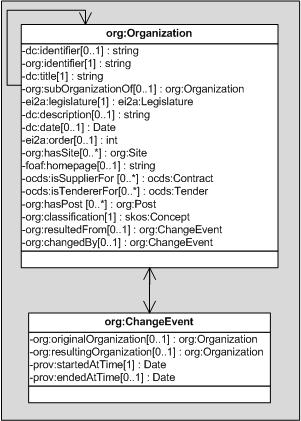 org:Organization
-dc:identifier[0..1] : string
-org:identifier[1] : string
-dc:title[1] : string
-org:subOrganizationOf[0..1] : org:Organization
-ei2a:legislature[1] : ei2a:Legislature
-dc:description[0..1] : string
-dc:date[0..1] : Date
-ei2a:order[0..1] : int
-org:hasSite[0..*] : org:Site
-foaf:homepage[0..1] : string
-ocds:isSupplierFor [0..*] : ocds:Contract
-ocds:isTendererFor [0..*] : ocds:Tender
-org:hasPost [0..*] : org:Post
-org:classification[1] : skos:Concept
-org:resultedFrom[0..1] : org:ChangeEvent
-org:changedBy[0..1] : org:ChangeEvent
org:ChangeEvent
-org:originalOrganization[0..1] : org:Organization
-org:resultingOrganization[0..1] : org:Organization
-prov:startedAtTime[1] : Date
-prov:endedAtTime[0..1] : Date